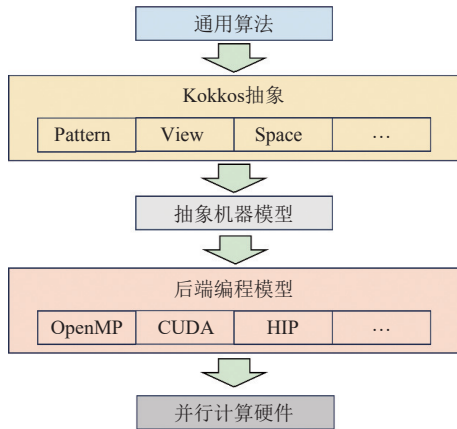 通用算法
Kokkos抽象
Pattern View Space …
抽象机器模型
后端编程模型
OpenMP CUDA HIP …
并行计算硬件